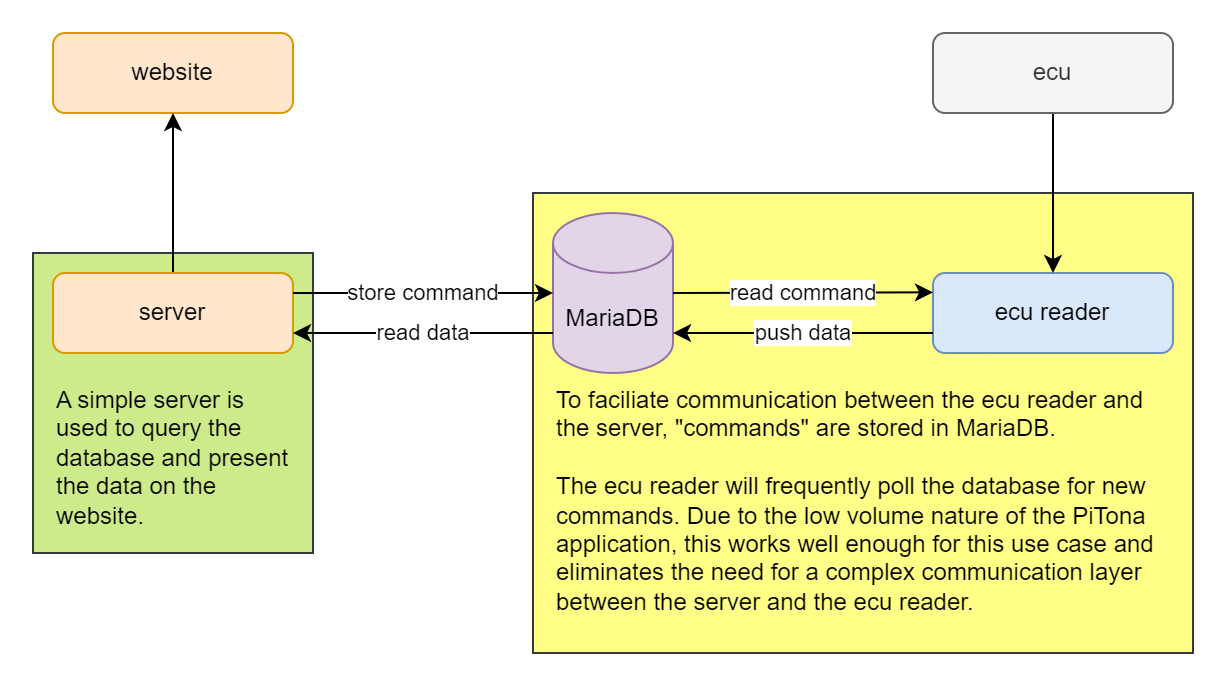 website
ecu
server
store command
read data
MariaDB
read command
push data
ecu reader
A simple server is
used to query the
database and present
the data on the
website.
To faciliate communication between the ecu reader and
the server, "commands" are stored in MariaDB.
The ecu reader will frequently poll the database for new
commands. Due to the low volume nature of the PiTona
application, this works well enough for this use case and
eliminates the need for a complex communication layer
between the server and the ecu reader.